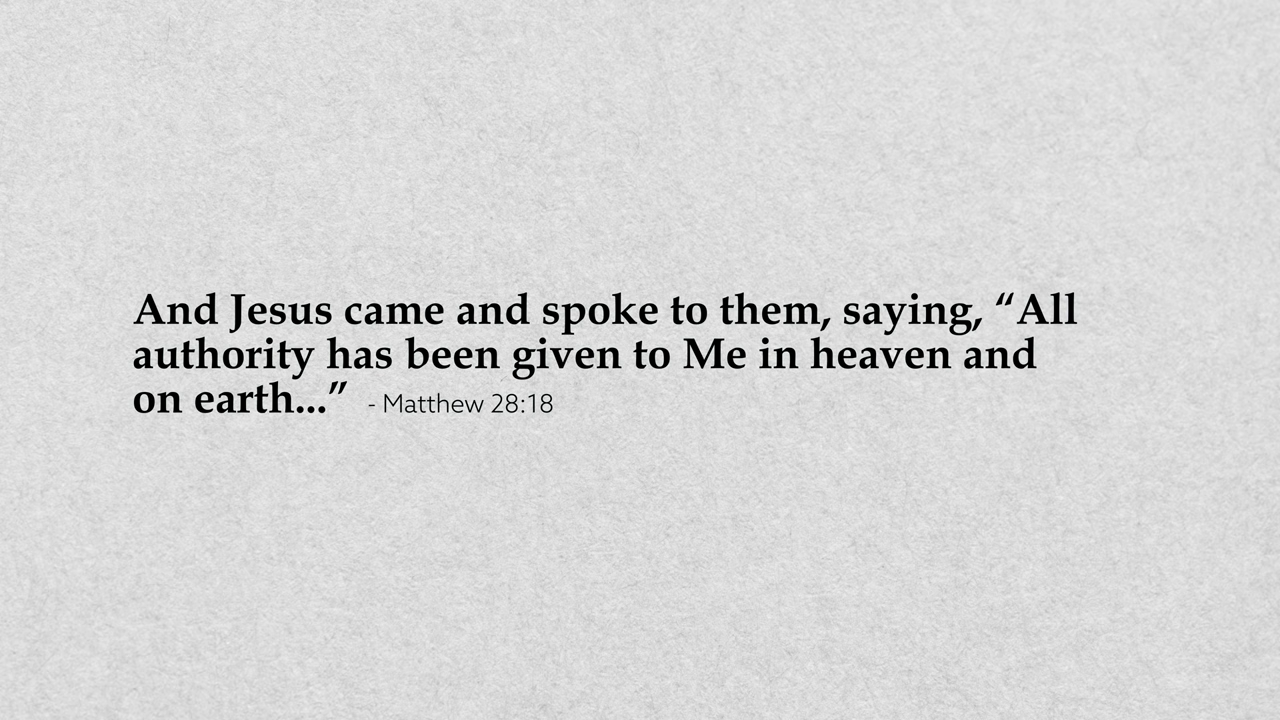 And Jesus came and spoke to them, saying, “All
authority has been given to Me in heaven and
on earth...” - Matthew 28:18